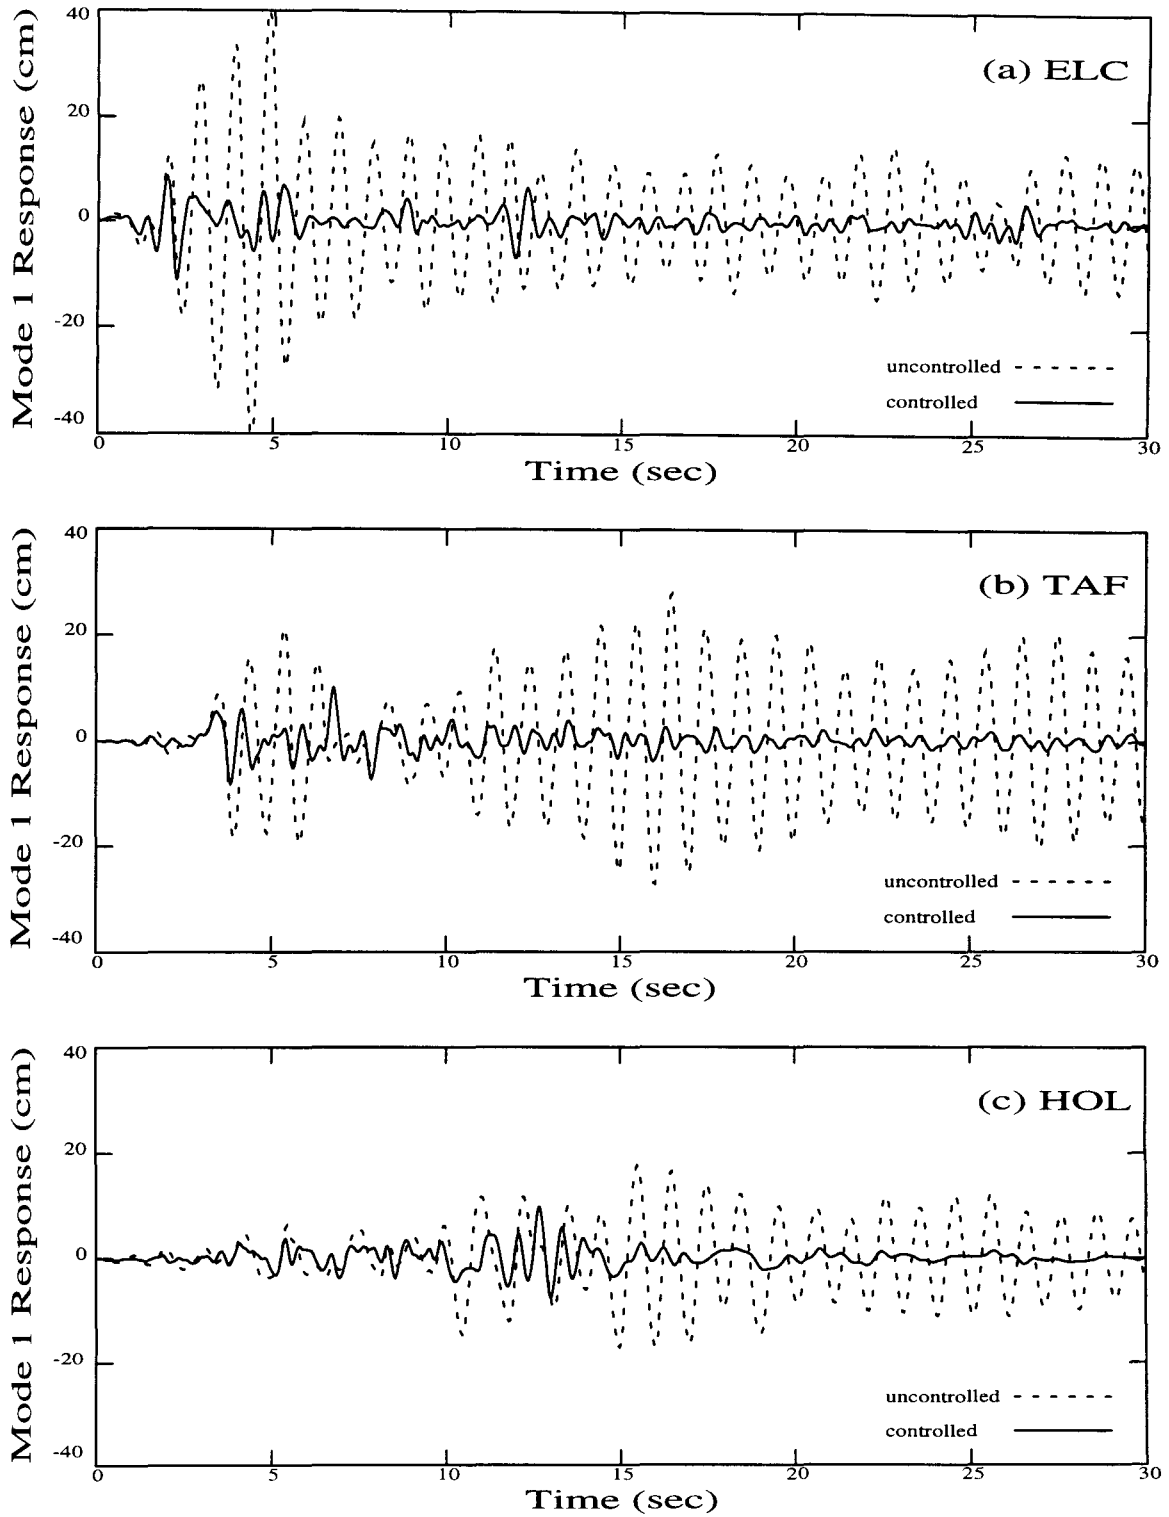 40
20
0
-20
-40
Mode 1 Response (cm)
(a) ELC
uncontrolled
controlled
0 5 10 15 20 25 30
Time (sec)
40
20
0
-20
-40
Mode 1 Response (cm)
(b) TAF
uncontrolled
controlled
0 5 10 15 20 25 30
Time (sec)
40
20
0
-20
-40
Mode 1 Response (cm)
(c) HOL
uncontrolled
controlled
0 5 10 15 20 25 30
Time (sec)